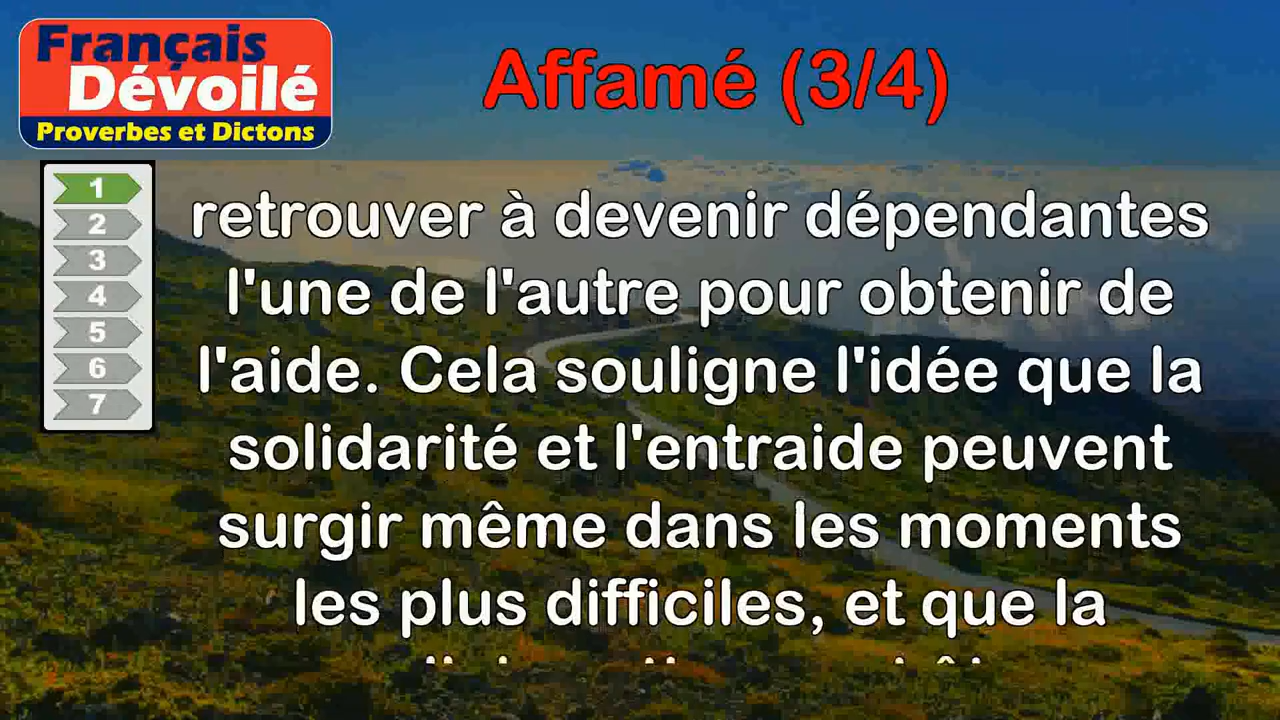 Français
Dévoilé
Proverbes et Dictons
Affamé (3/4)
1
2
3
4
5
6
7
retrouver à devenir dépendantes
l'une de l'autre pour obtenir de
l'aide. Cela souligne l'idée que la
solidarité et l'entraide peuvent
surgir même dans les moments
les plus difficiles, et que la